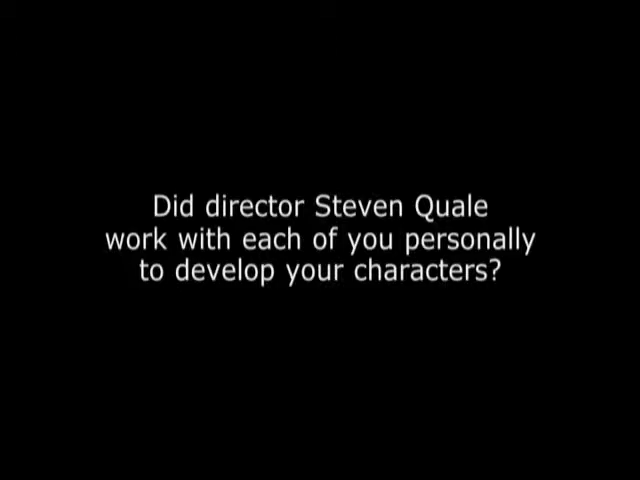 Did director Steven Quale
work with each of you personally
to develop your characters?